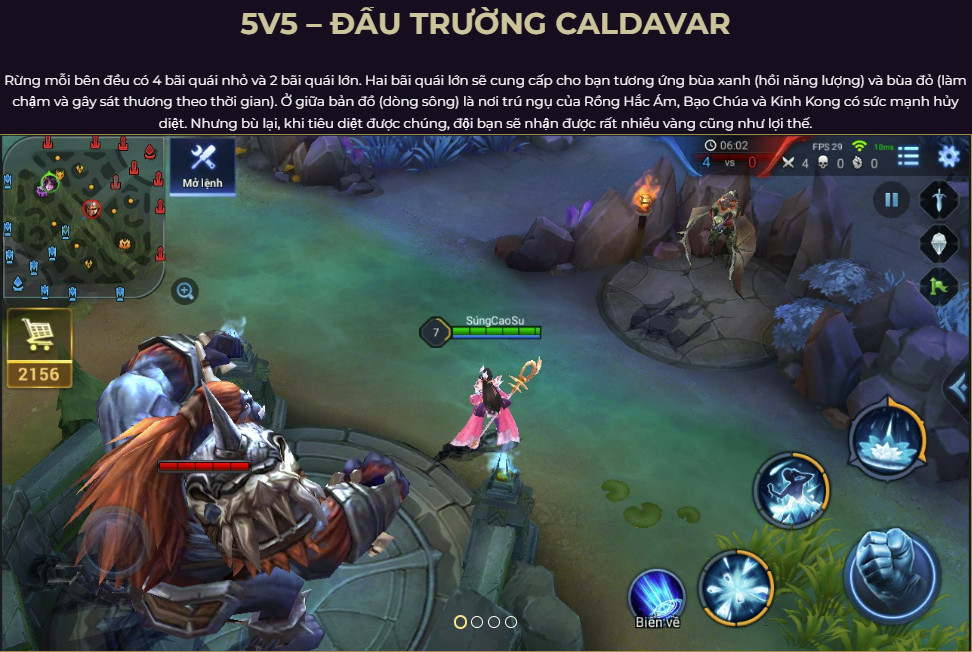 5V5 – ĐẤU TRƯỜNG CALDAVAR
Rừng mỗi bên đều có 4 bãi quái nhỏ và 2 bãi quái lớn. Hai bãi quái lớn sẽ cung cấp cho bạn tương ứng bùa xanh (hồi năng lượng) và bùa đỏ (làm
chậm và gây sát thương theo thời gian). Ở giữa bản đồ (dòng sông) là nơi trú ngụ của Rồng Hắc Ám, Bạo Chúa và Kinh Kong có sức mạnh hủy
diệt. Nhưng bù lại, khi tiêu diệt được chúng, đội bạn sẽ nhận được rất nhiều vàng cũng như lợi thế.
Mở lệnh
06:02
4 vs 0
FPS 29
10ms
4 0 0
2156
7
SúngCaoSu
Biến về